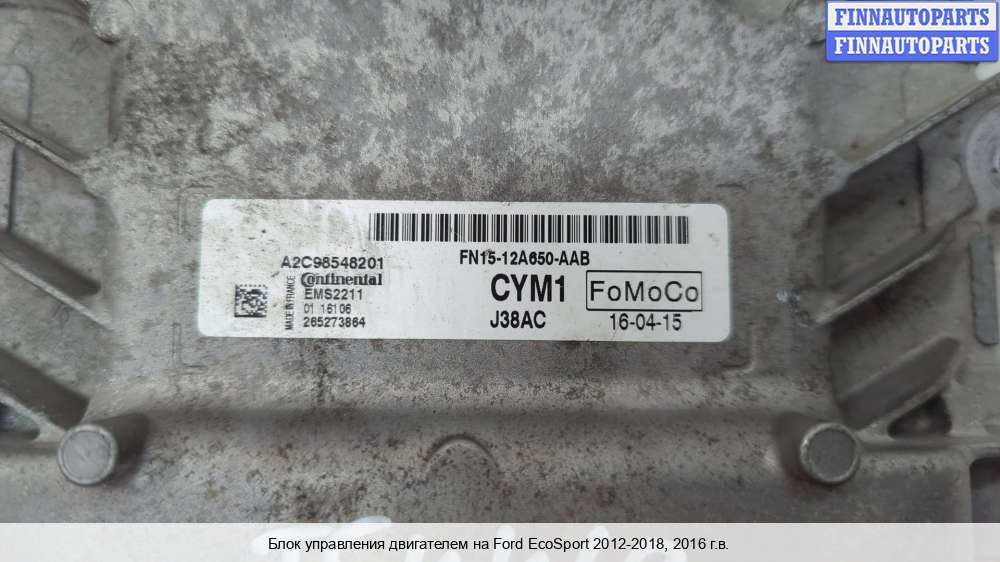 FINNAUTOPARTS
FINNAUTOPARTS
A2C98548201
Continental
EMS2211
01 16106
265273864
MADE IN FRANCE
FN15-12A650-AAB
CYM1
FoMoCo
J38AC
16-04-15
Блок управления двигателем на Ford EcoSport 2012-2018, 2016 г.в.